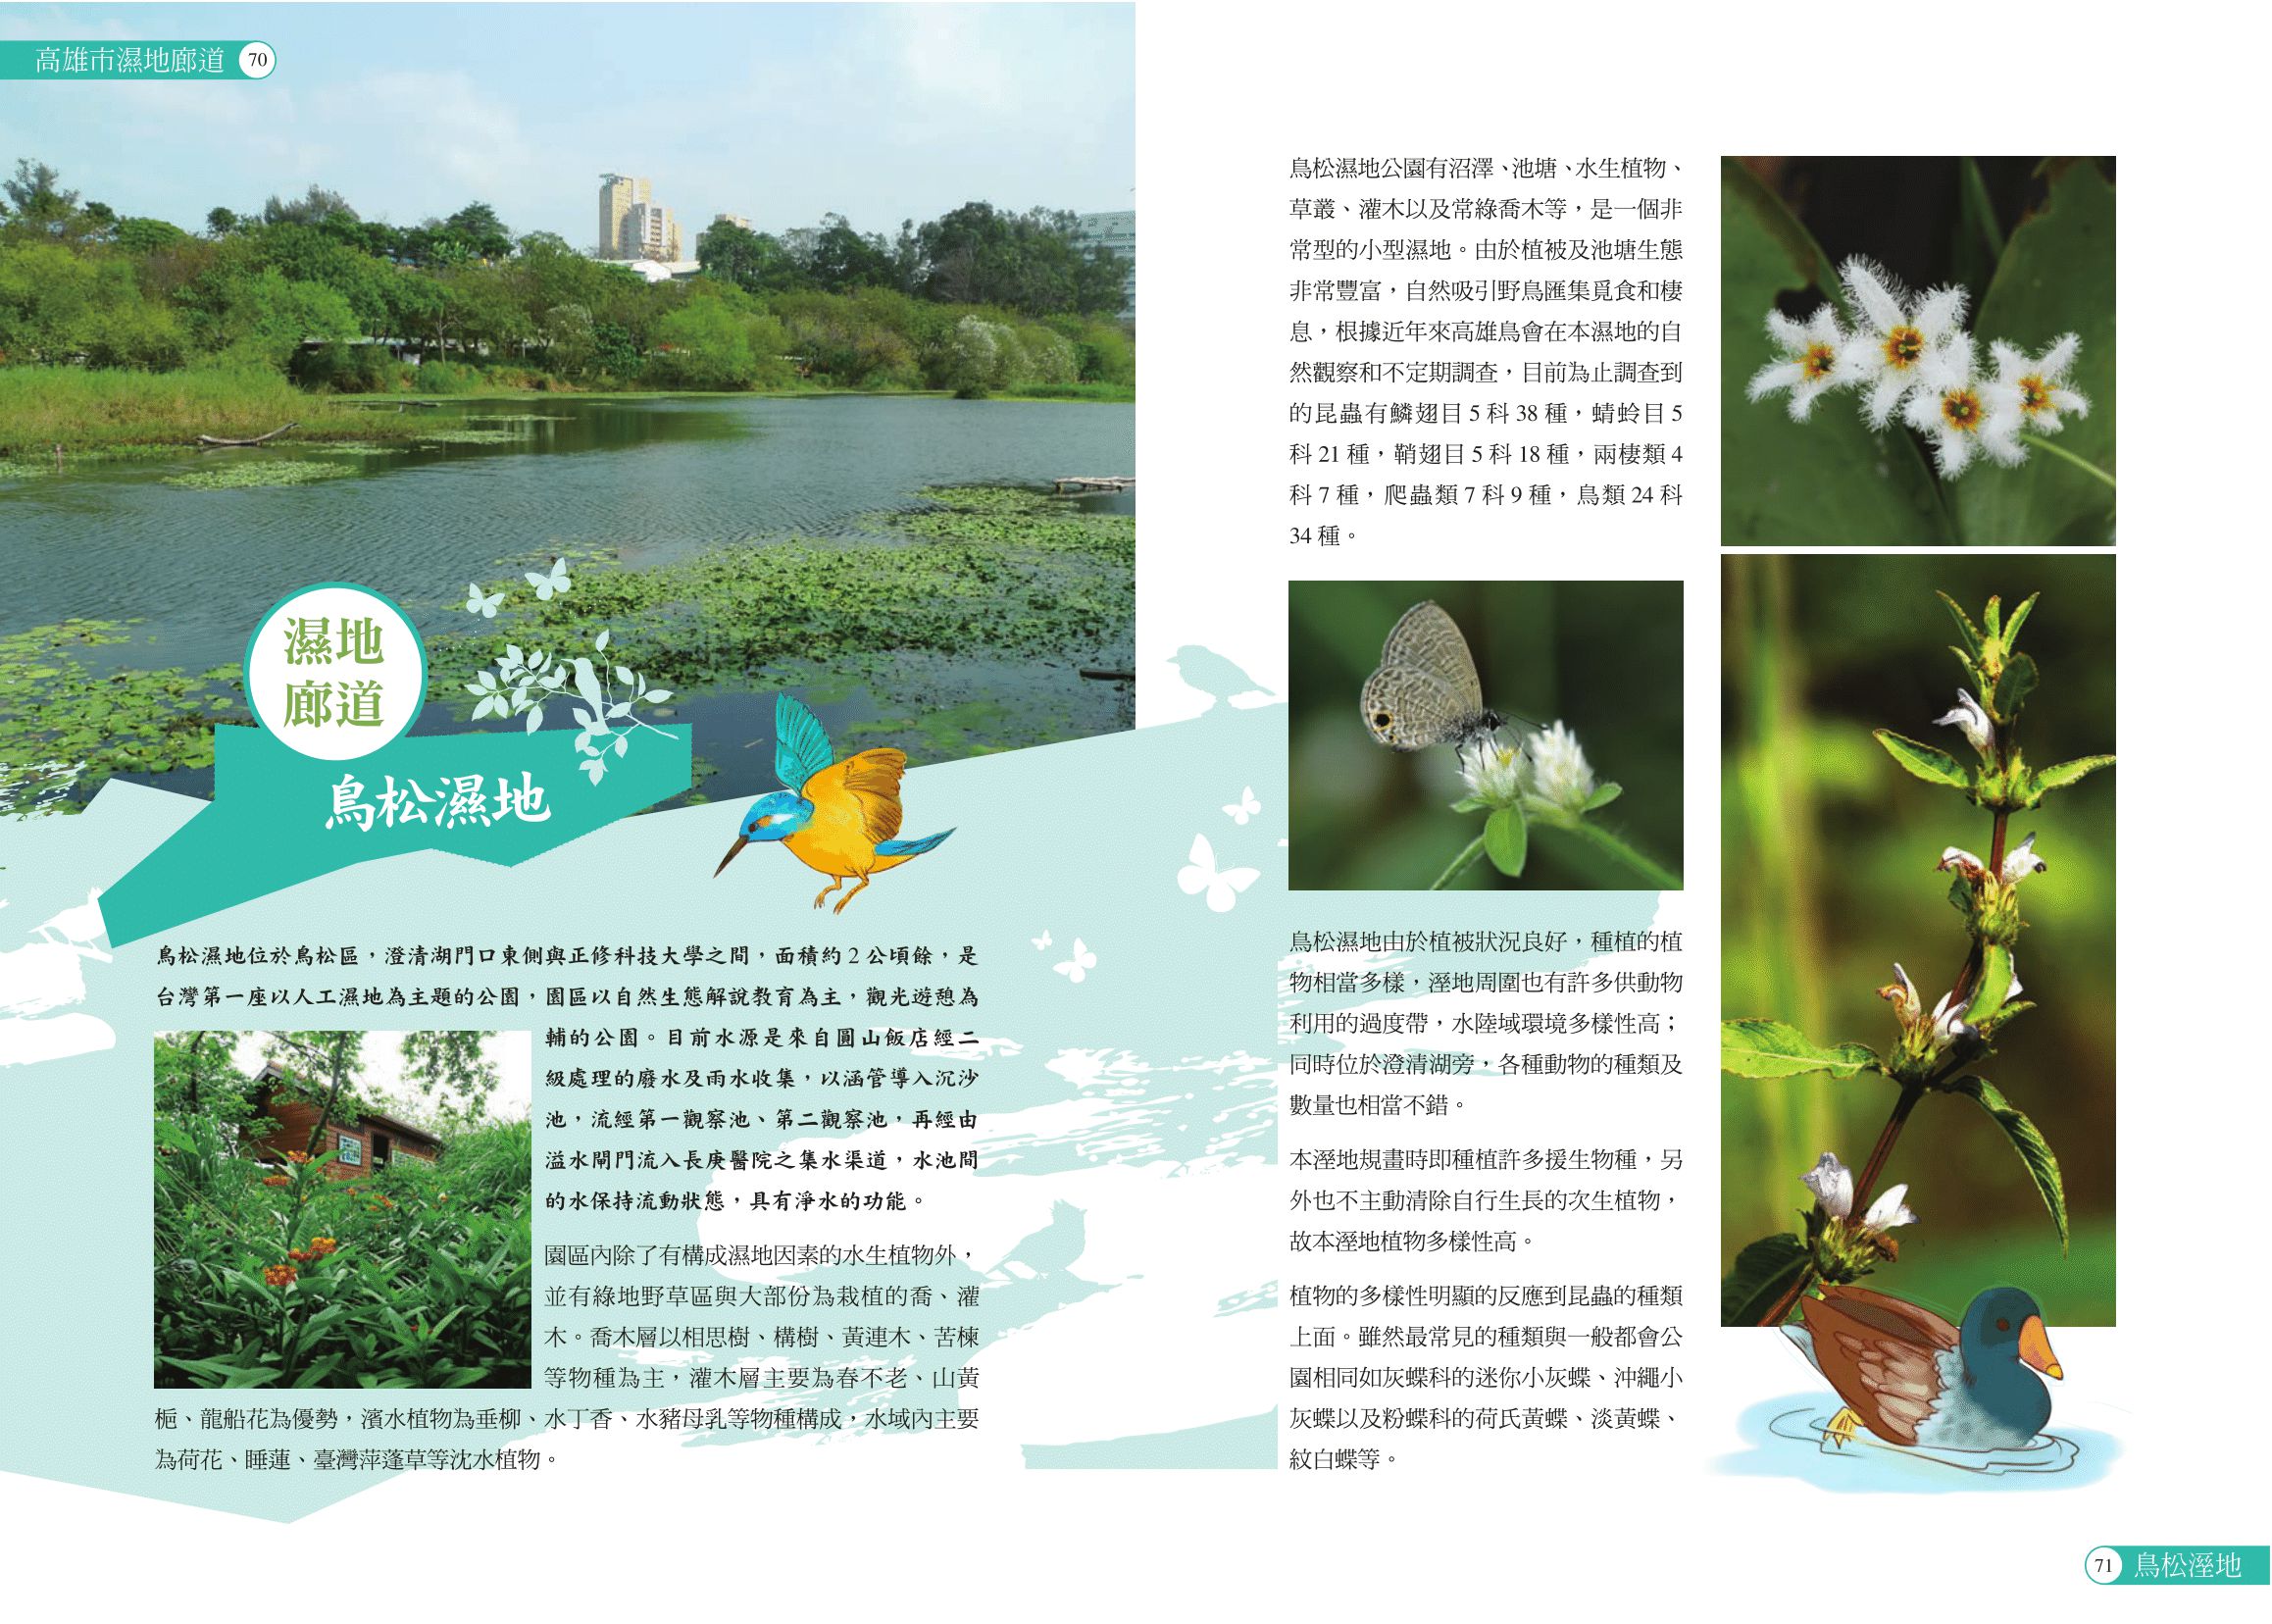 高雄市濕地廊道 70
濕地
廊道
鳥松濕地
鳥松濕地位於鳥松區，澄清湖門口東側與正修科技大學之間，面積約 2 公頃餘，是
台灣第一座以人工濕地為主題的公園，園區以自然生態解說教育為主，觀光遊憩為
輔的公園。目前水源是來自圓山飯店經二
級處理的廢水及雨水收集，以涵管導入沉沙
池，流經第一觀察池、第二觀察池，再經由
溢水閘門流入長庚醫院之集水渠道，水池間
的水保持流動狀態，具有淨水的功能。
園區內除了有構成濕地因素的水生植物外，
並有綠地野草區與大部份為栽植的喬、灌
木。喬木層以相思樹、構樹、黃連木、苦楝
等物種為主，灌木層主要為春不老、山黃
梔、龍船花為優勢，濱水植物為垂柳、水丁香、水豬母乳等物種構成，水域內主要
為荷花、睡蓮、臺灣萍蓬草等沈水植物。
鳥松濕地公園有沼澤、池塘、水生植物、
草叢、灌木以及常綠喬木等，是一個非
常型的小型濕地。由於植被及池塘生態
非常豐富，自然吸引野鳥匯集覓食和棲
息，根據近年來高雄鳥會在本濕地的自
然觀察和不定期調查，目前為止調查到
的昆蟲有鱗翅目 5 科 38 種，蜻蛉目 5
科 21 種，鞘翅目 5 科 18 種，兩棲類 4
科 7 種，爬蟲類 7 科 9 種，鳥類 24 科
34 種。
鳥松濕地由於植被狀況良好，種植的植
物相當多樣，溼地周圍也有許多供動物
利用的過度帶，水陸域環境多樣性高；
同時位於澄清湖旁，各種動物的種類及
數量也相當不錯。
本溼地規畫時即種植許多援生物種，另
外也不主動清除自行生長的次生植物，
故本溼地植物多樣性高。
植物的多樣性明顯的反應到昆蟲的種類
上面。雖然最常見的種類與一般都會公
園相同如灰蝶科的迷你小灰蝶、沖繩小
灰蝶以及粉蝶科的荷氏黃蝶、淡黃蝶、
紋白蝶等。
71 鳥松溼地